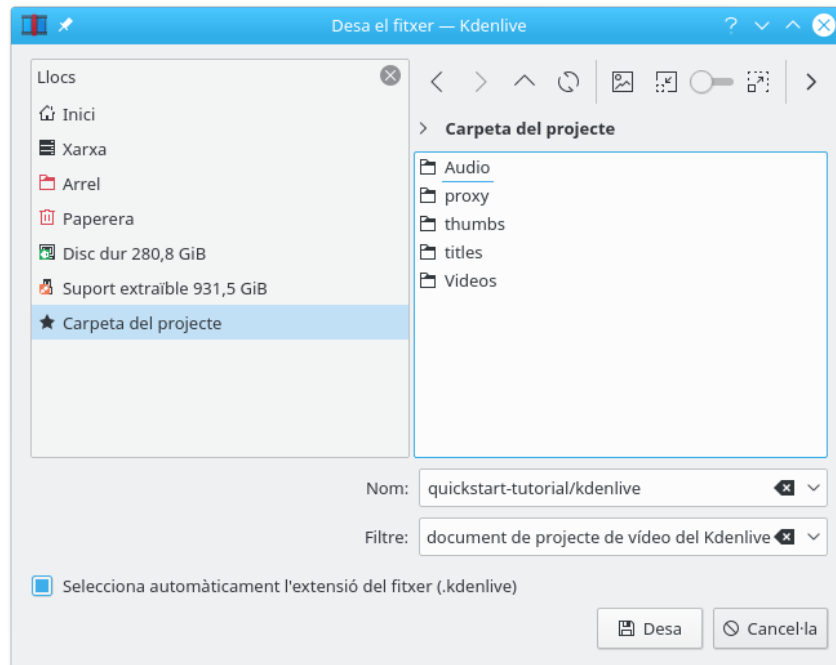 Desa el fitxer — Kdenlive
?
Llocs
Inici
Xarxa
Arrel
Paperera
Disc dur 280,8 GiB
Suport extraïble 931,5 GiB
Carpeta del projecte
Carpeta del projecte
Audio
proxy
thumbs
titles
Videos
Nom: quickstart-tutorial/kdenlive
Filtre: document de projecte de vídeo del Kdenlive
Selecciona automàticament l'extensió del fitxer (.kdenlive)
Desa Cancel·la